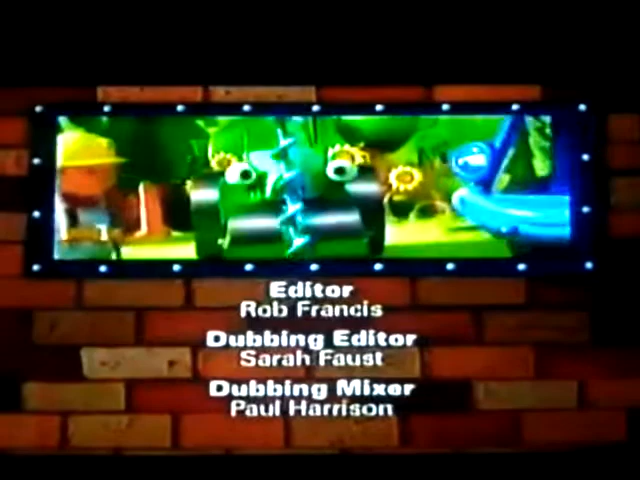 Editor
Rob Francis
Dubbing Editor
Sarah Faust
Dubbing Mixer
Paul Harrison